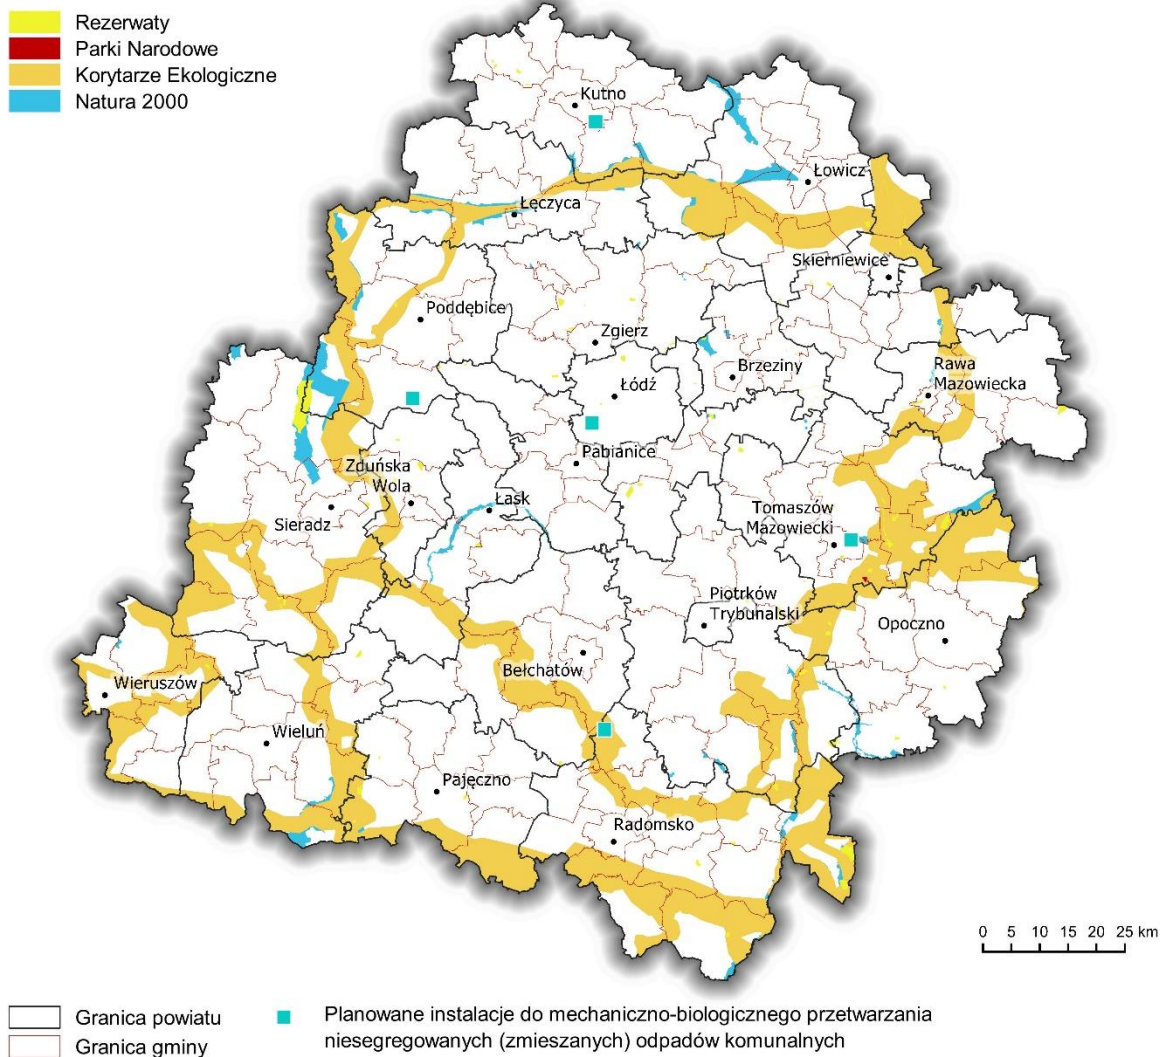 Rezerwaty
Parki Narodowe
Korytarze Ekologiczne
Natura 2000
Kutno
Łowicz
Łęczyca
Skierniewice
Poddębice
Zgierz
Łódź
Brzeziny
Rawa
Mazowiecka
Pabianice
Zduńska
Wola
Łask
Sieradz
Tomaszów
Mazowiecki
Piotrków
Trybunalski
Opoczno
Bełchatów
Wieruszów
Wieluń
Pajęczno
Radomsko
0 5 10 15 20 25 km
Granica powiatu
Granica gminy
Planowane instalacje do mechaniczno-biologicznego przetwarzania
niesegregowanych (zmieszanych) odpadów komunalnych